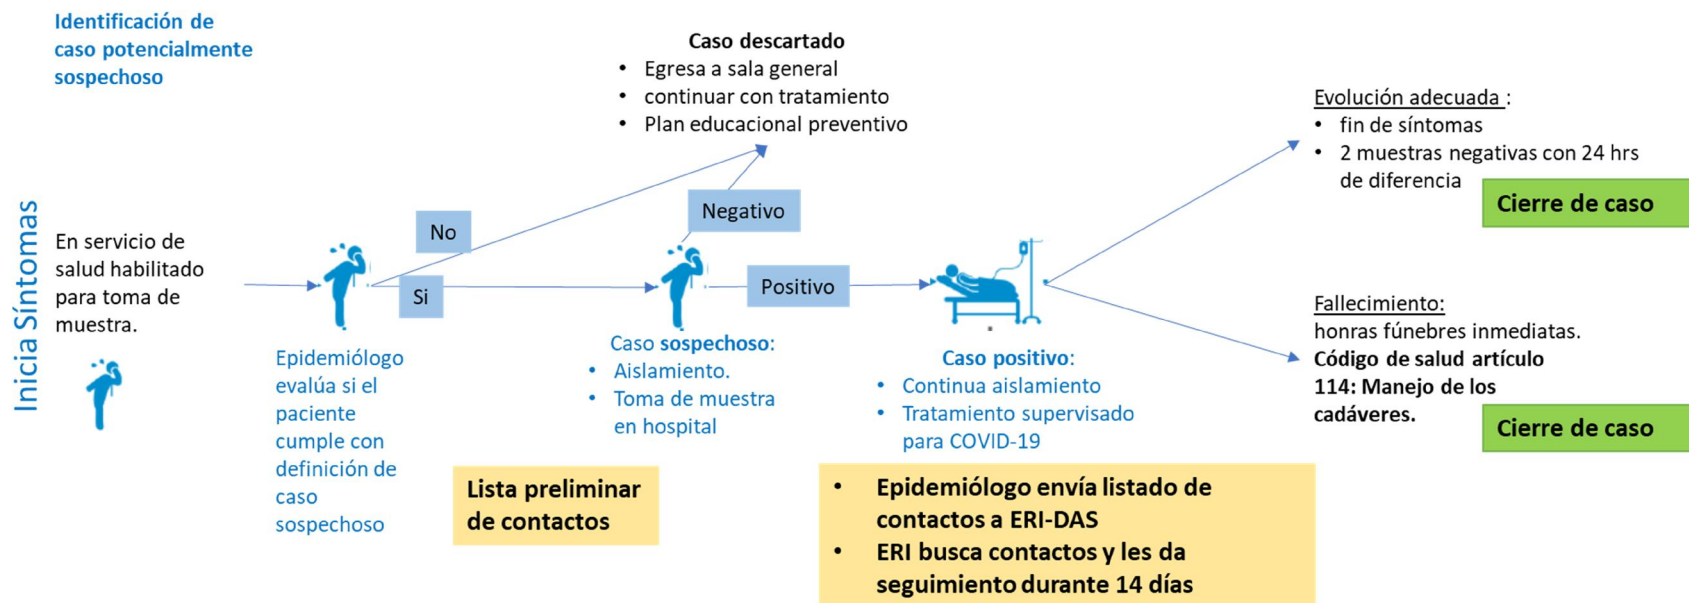 Identificación de
caso potencialmente
sospechoso
Inicia Síntomas
En servicio de
salud habilitado
para toma de
muestra.
Epidemiólogo
evalúa si el
paciente
cumple con
definición de
caso
sospechoso
No
Si
Caso descartado
• Egresa a sala general
• continuar con tratamiento
• Plan educacional preventivo
Negativo
Positivo
Caso sospechoso:
• Aislamiento.
• Toma de muestra
en hospital
Lista preliminar
de contactos
Caso positivo:
• Continua aislamiento
• Tratamiento supervisado
para COVID-19
• Epidemiólogo envía listado de
contactos a ERI-DAS
• ERI busca contactos y les da
seguimiento durante 14 días
Evolución adecuada :
• fin de síntomas
• 2 muestras negativas con 24 hrs
de diferencia
Cierre de caso
Fallecimiento:
honras fúnebres inmediatas.
Código de salud artículo
114: Manejo de los
cadáveres.
Cierre de caso